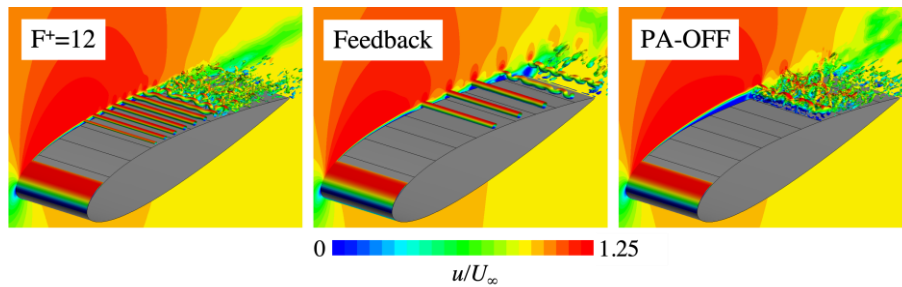 F⁺=12
Feedback
PA-OFF
0 1.25
u/U∞